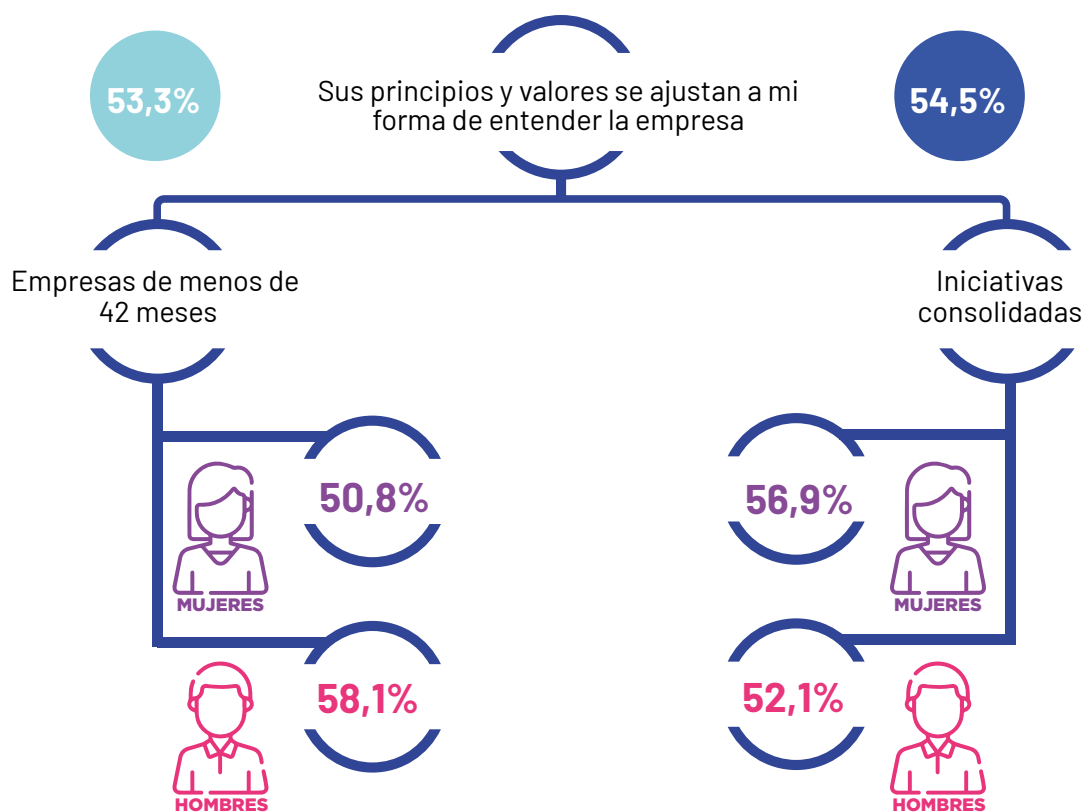 53,3%
Sus principios y valores se ajustan a mi
forma de entender la empresa
54,5%
Empresas de menos de
42 meses
Iniciativas
consolidadas
50,8%
MUJERES
56,9%
MUJERES
58,1%
HOMBRES
52,1%
HOMBRES